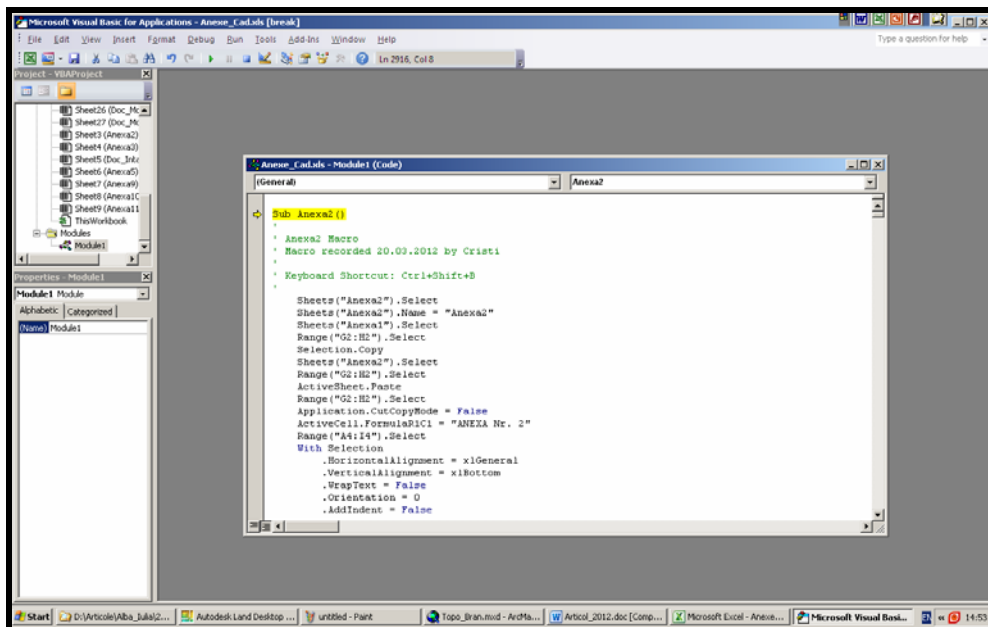 Microsoft Visual Basic for Applications - Anexe_Cad.xls [break]
File Edit View Insert Format Debug Run Tools Add-Ins Window Help
Type a question for help
Ln 2916, Col 8
Project - VBAProject
Sheet26 (Doc_Mc
Sheet27 (Doc_Mc
Sheet3 (Anexa2)
Sheet4 (Anexa3)
Sheet5 (Doc_Inte
Sheet6 (Anexa5)
Sheet7 (Anexa9)
Sheet8 (Anexa1C
Sheet9 (Anexa11
ThisWorkbook
Modules
Module1
Properties - Module1
Module1 Module
Alphabetic Categorized
(Name) Module1
Anexe_Cad.xls - Module1 (Code)
(General) Anexa2
Sub Anexa2()
'
' Anexa2 Macro
' Macro recorded 20.03.2012 by Cristi
'
' Keyboard Shortcut: Ctrl+Shift+B
'
Sheets("Anexa2").Select
Sheets("Anexa2").Name = "Anexa2"
Sheets("Anexa1").Select
Range("G2:H2").Select
Selection.Copy
Sheets("Anexa2").Select
Range("G2:H2").Select
ActiveSheet.Paste
Range("G2:H2").Select
Application.CutCopyMode = False
ActiveCell.FormulaR1C1 = "ANEXA Nr. 2"
Range("A4:I4").Select
With Selection
.HorizontalAlignment = xlGeneral
.VerticalAlignment = xlBottom
.WrapText = False
.Orientation = 0
.AddIndent = False
Start D:\Articole\Alba_Iulia\2... Autodesk Land Desktop ... untitled - Paint Topo_Bran.mxd - ArcMa... Articol_2012.doc [Comp... Microsoft Excel - Anexe... Microsoft Visual Basi... EN 14:53